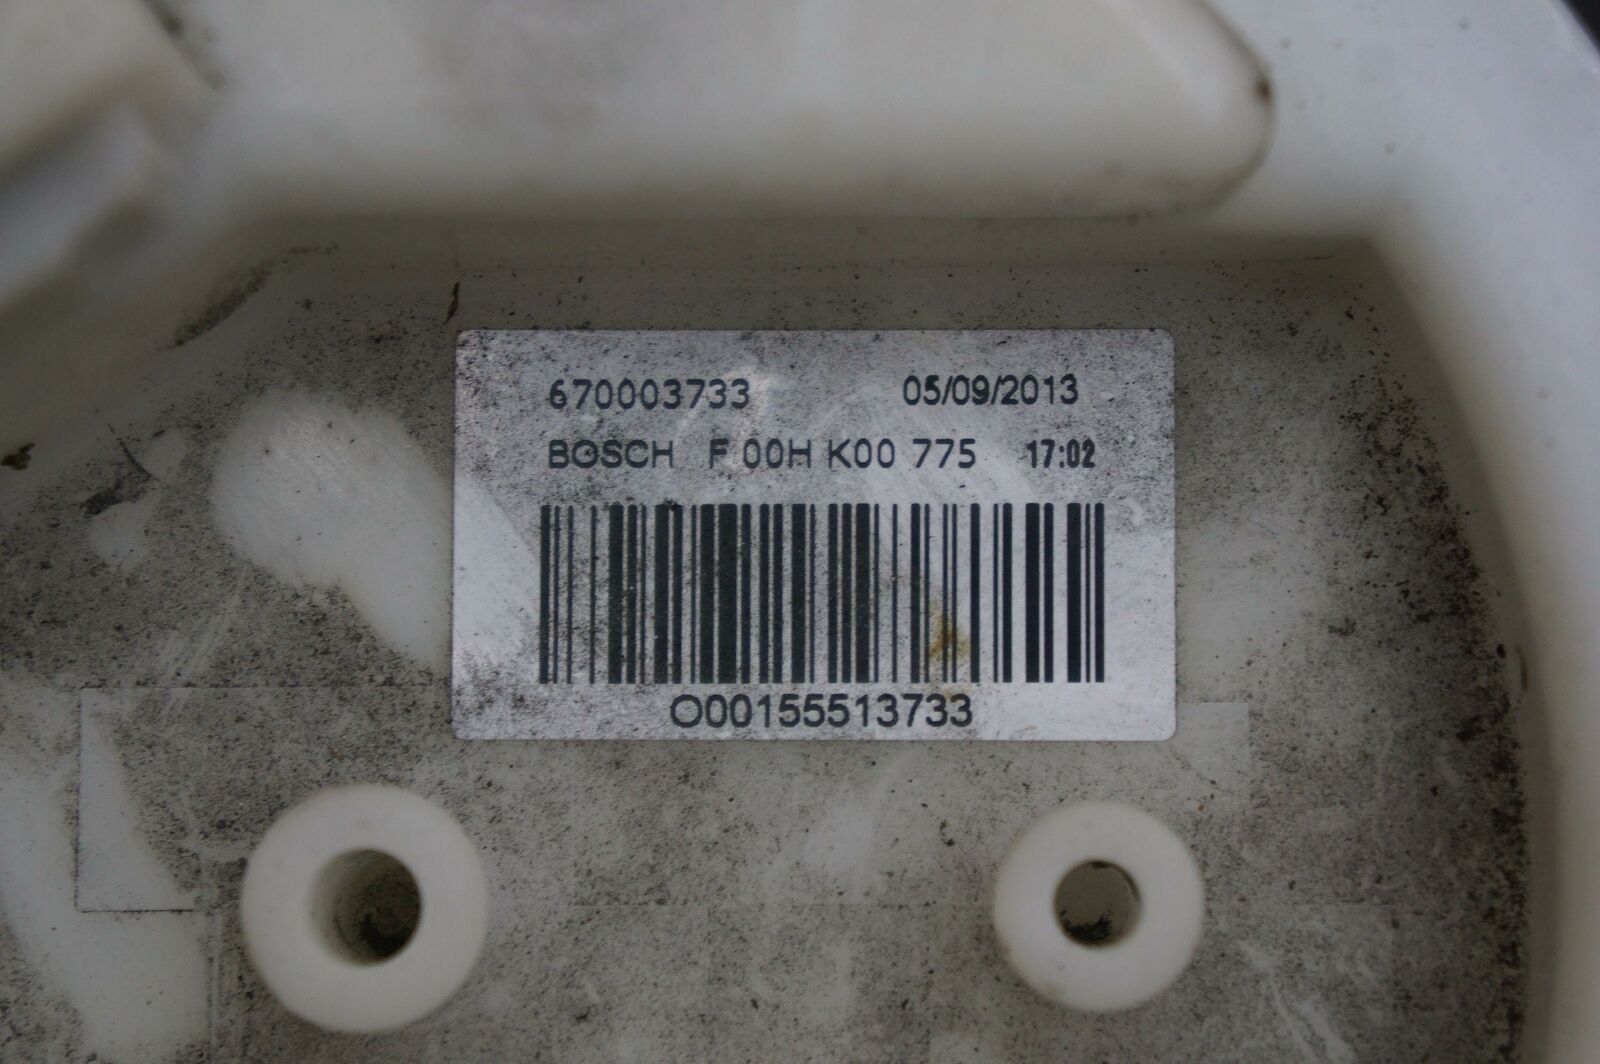 670003733 05/09/2013
BOSCH F 00H K00 775 17:02
O00155513733